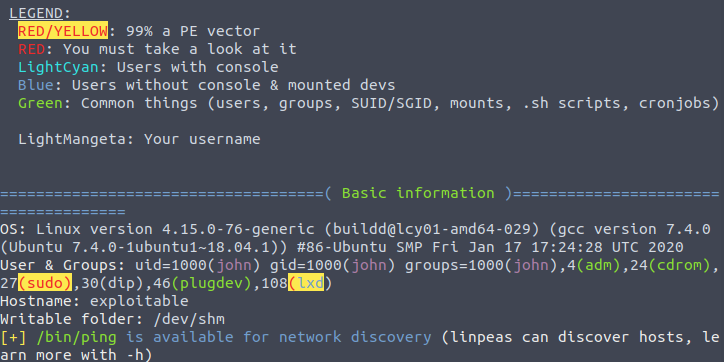 LEGEND:
RED/YELLOW: 99% a PE vector
RED: You must take a look at it
LightCyan: Users with console
Blue: Users without console & mounted devs
Green: Common things (users, groups, SUID/SGID, mounts, .sh scripts, cronjobs)
LightMangeta: Your username
====================================( Basic information )=======================
==============
OS: Linux version 4.15.0-76-generic (buildd@lcy01-amd64-029) (gcc version 7.4.0
(Ubuntu 7.4.0-1ubuntu1~18.04.1)) #86-Ubuntu SMP Fri Jan 17 17:24:28 UTC 2020
User & Groups: uid=1000(john) gid=1000(john) groups=1000(john),4(adm),24(cdrom),
27(sudo),30(dip),46(plugdev),108(lxd)
Hostname: exploitable
Writable folder: /dev/shm
[+] /bin/ping is available for network discovery (linpeas can discover hosts, le
arn more with -h)